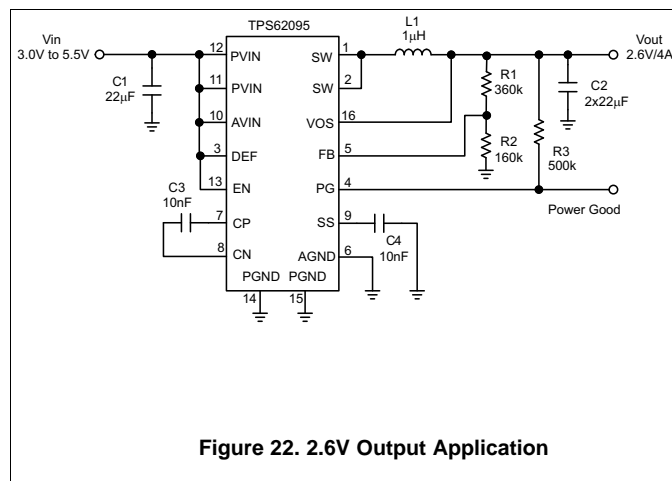 TPS62095
Vin
3.0V to 5.5V
C1
22µF
12
PVIN
11
PVIN
10
AVIN
3
DEF
13
EN
C3
10nF
7
CP
8
CN
PGND
PGND
14
15
SW
1
SW
2
VOS
16
FB
5
PG
4
SS
9
AGND
6
L1
1µH
R1
360k
R2
160k
C4
10nF
R3
500k
C2
2x22µF
Vout
2.6V/4A
Power Good
Figure 22. 2.6V Output Application